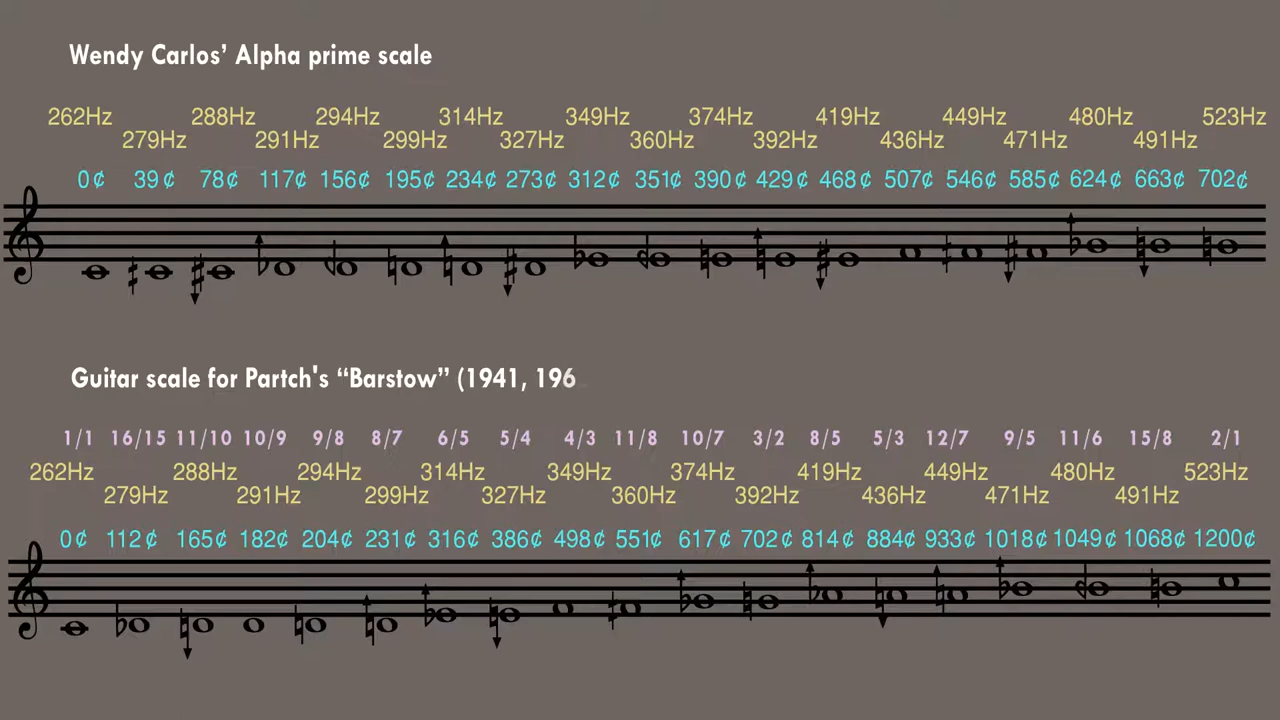 Wendy Carlos’ Alpha prime scale
262Hz 288Hz 294Hz 314Hz 349Hz 374Hz 419Hz 449Hz 480Hz 523Hz
279Hz 291Hz 299Hz 327Hz 360Hz 392Hz 436Hz 471Hz 491Hz
0¢ 39¢ 78¢ 117¢ 156¢ 195¢ 234¢ 273¢ 312¢ 351¢ 390¢ 429¢ 468¢ 507¢ 546¢ 585¢ 624¢ 663¢ 702¢
Guitar scale for Partch's “Barstow” (1941, 196
1/1 16/15 11/10 10/9 9/8 8/7 6/5 5/4 4/3 11/8 10/7 3/2 8/5 5/3 12/7 9/5 11/6 15/8 2/1
262Hz 288Hz 294Hz 314Hz 349Hz 374Hz 419Hz 449Hz 480Hz 523Hz
279Hz 291Hz 299Hz 327Hz 360Hz 392Hz 436Hz 471Hz 491Hz
0¢ 112¢ 165¢ 182¢ 204¢ 231¢ 316¢ 386¢ 498¢ 551¢ 617¢ 702¢ 814¢ 884¢ 933¢ 1018¢ 1049¢ 1068¢ 1200¢